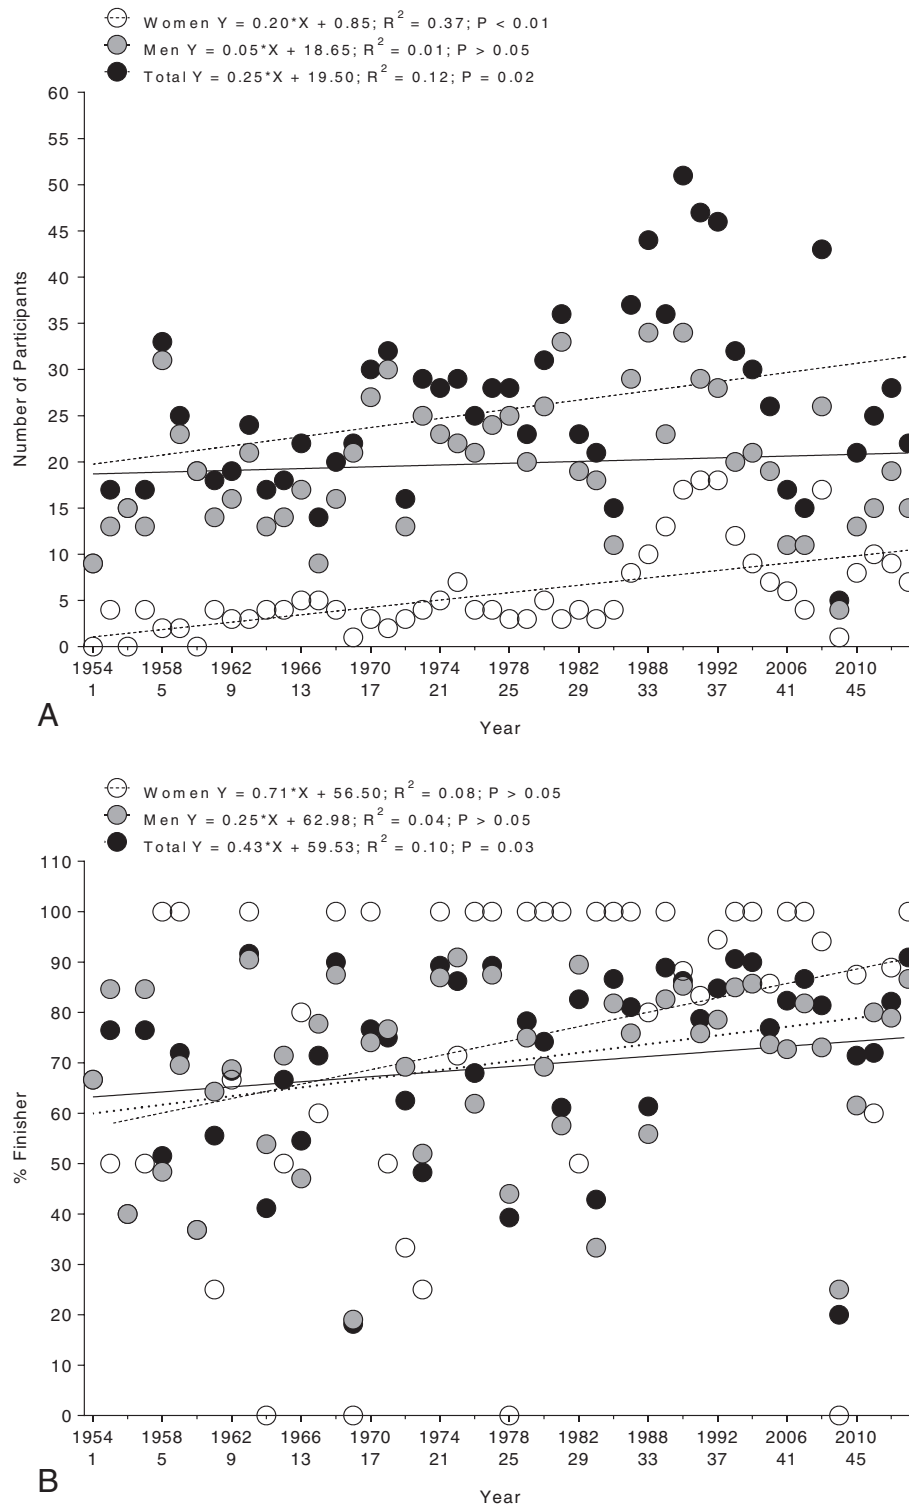 Women Y = 0.20*X + 0.85; R² = 0.37; P < 0.01
Men Y = 0.05*X + 18.65; R² = 0.01; P > 0.05
Total Y = 0.25*X + 19.50; R² = 0.12; P = 0.02
60
55
50
45
40
35
30
25
20
15
10
5
0
Number of Participants
1954 1958 1962 1966 1970 1974 1978 1982 1988 1992 2006 2010
1 5 9 13 17 21 25 29 33 37 41 45
A
Year
Women Y = 0.71*X + 56.50; R² = 0.08; P > 0.05
Men Y = 0.25*X + 62.98; R² = 0.04; P > 0.05
Total Y = 0.43*X + 59.53; R² = 0.10; P = 0.03
110
100
90
80
70
60
50
40
30
20
10
0
% Finisher
1954 1958 1962 1966 1970 1974 1978 1982 1988 1992 2006 2010
1 5 9 13 17 21 25 29 33 37 41 45
B
Year